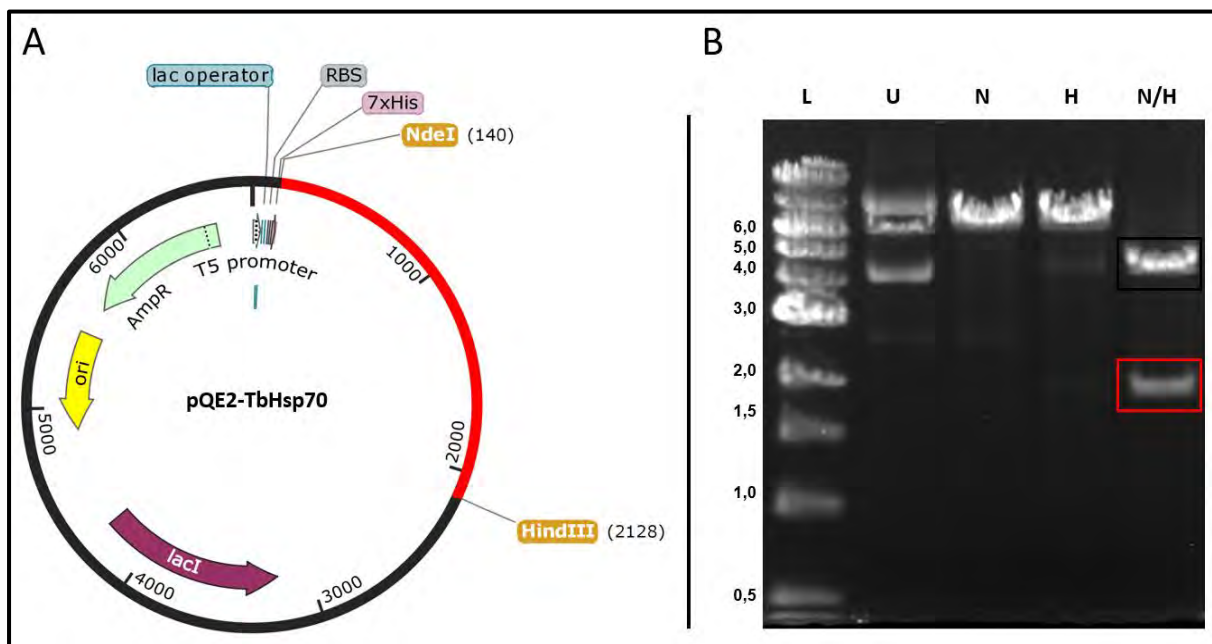 A
lac operator
RBS
7xHis
NdeI (140)
T5 promoter
AmpR
ori
lacI
pQE2-TbHsp70
1000
2000
HindIII (2128)
3000
4000
5000
6000
B
L U N H N/H
6,0
5,0
4,0
3,0
2,0
1,5
1,0
0,5